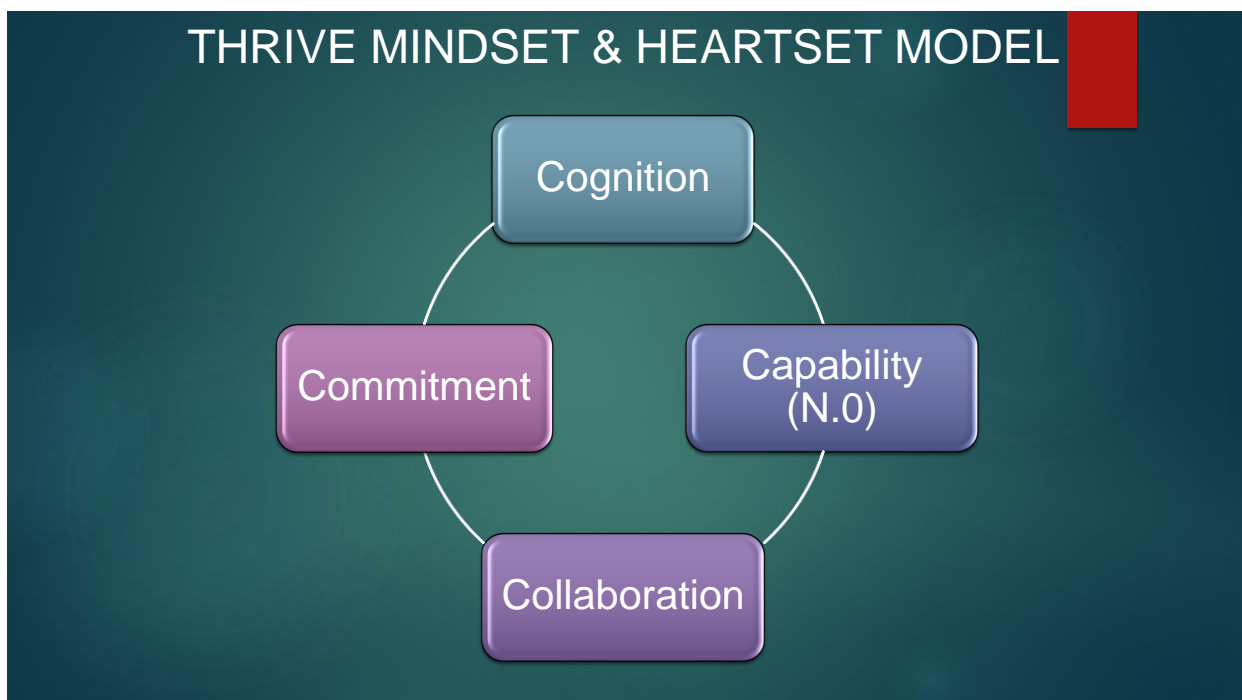 THRIVE MINDSET & HEARTSET MODEL
Cognition
Commitment
Capability
(N.0)
Collaboration